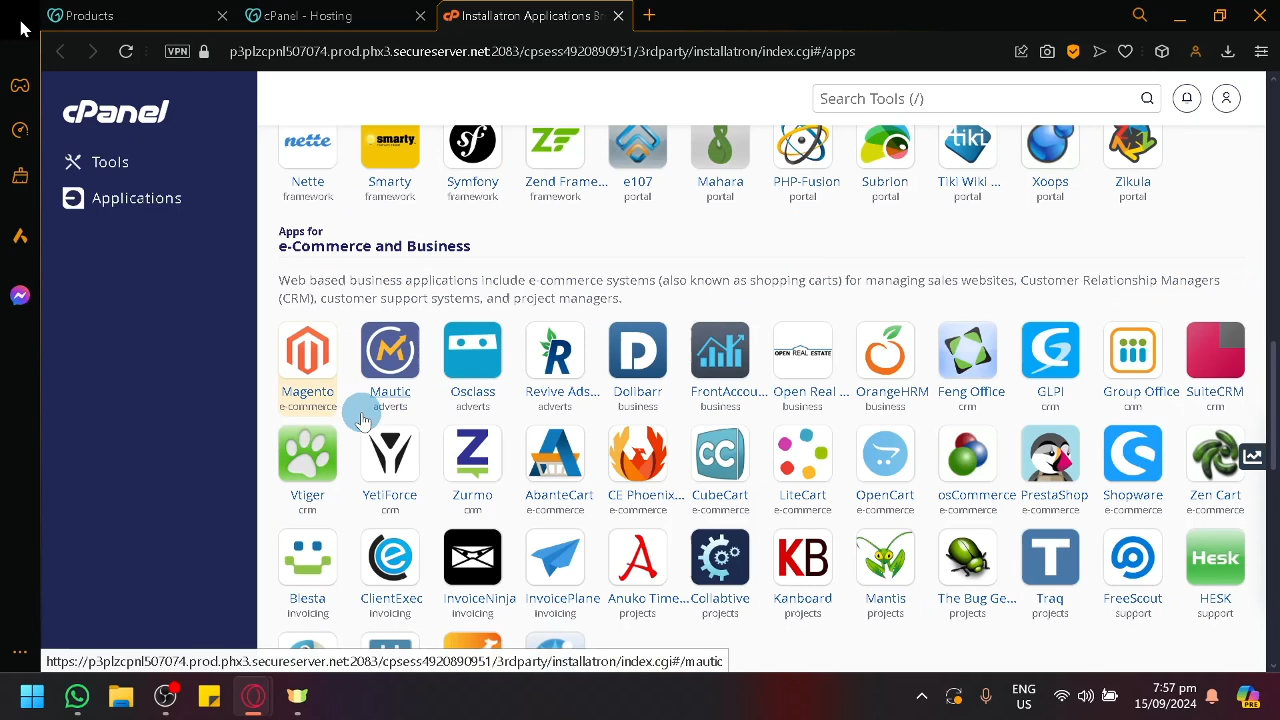 Products
cPanel - Hosting
Installatron Applications B
VPN
p3plzcpnl507074.prod.phx3.secureserver.net:2083/cpsess4920890951/3rdparty/installatron/index.cgi#/apps
cPanel
Search Tools (/)
Tools
Applications
nette
smarty
sf
ZF
tiki
Nette
Smarty
Symfony
Zend Frame...
e107
Mahara
PHP-Fusion
Subrion
Tiki Wiki ...
Xoops
Zikula
framework
framework
framework
framework
portal
portal
portal
portal
portal
portal
portal
Apps for
e-Commerce and Business
Web based business applications include e-commerce systems (also known as shopping carts) for managing sales websites, Customer Relationship Managers
(CRM), customer support systems, and project managers.
R
D
OPEN REAL ESTATE
Magento
Mautic
Osclass
Revive Ads...
Dolibarr
FrontAccou...
Open Real ...
OrangeHRM
Feng Office
GLPI
Group Office
SuiteCRM
e-commerce
adverts
adverts
adverts
business
business
business
business
crm
crm
crm
crm
Z
CC
Vtiger
YetiForce
Zurmo
AbanteCart
CE Phoenix...
CubeCart
LiteCart
OpenCart
osCommerce
PrestaShop
Shopware
Zen Cart
crm
crm
crm
e-commerce
e-commerce
e-commerce
e-commerce
e-commerce
e-commerce
e-commerce
e-commerce
e-commerce
KB
T
Hesk
Blesta
ClientExec
InvoiceNinja
InvoicePlane
Anuko Time...
Collabtive
Kanboard
Mantis
The Bug Ge...
Traq
FreeScout
HESK
invoicing
invoicing
invoicing
invoicing
projects
projects
projects
projects
projects
projects
support
support
https://p3plzcpnl507074.prod.phx3.secureserver.net:2083/cpsess4920890951/3rdparty/installatron/index.cgi#/mautic
ENG
US
7:57 pm
15/09/2024
PRE